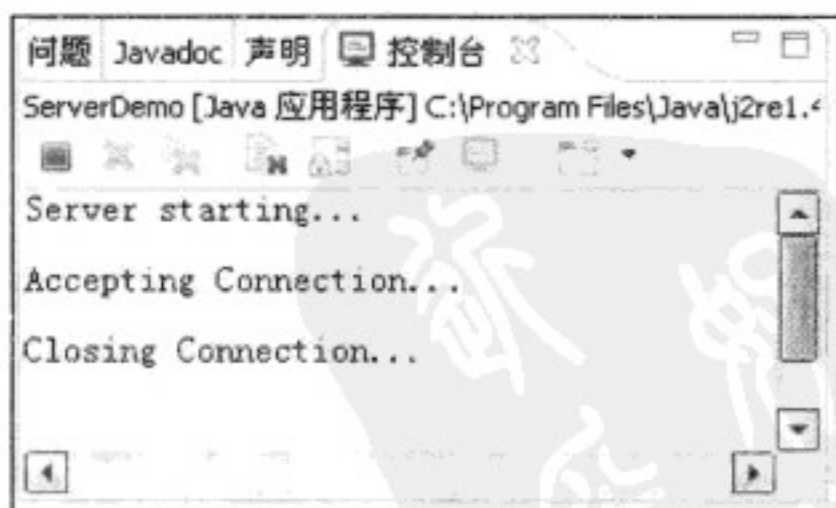 问题 Javadoc 声明 控制台
ServerDemo [Java 应用程序] C:\Program Files\Java\j2re1.4
Server starting...
Accepting Connection...
Closing Connection...